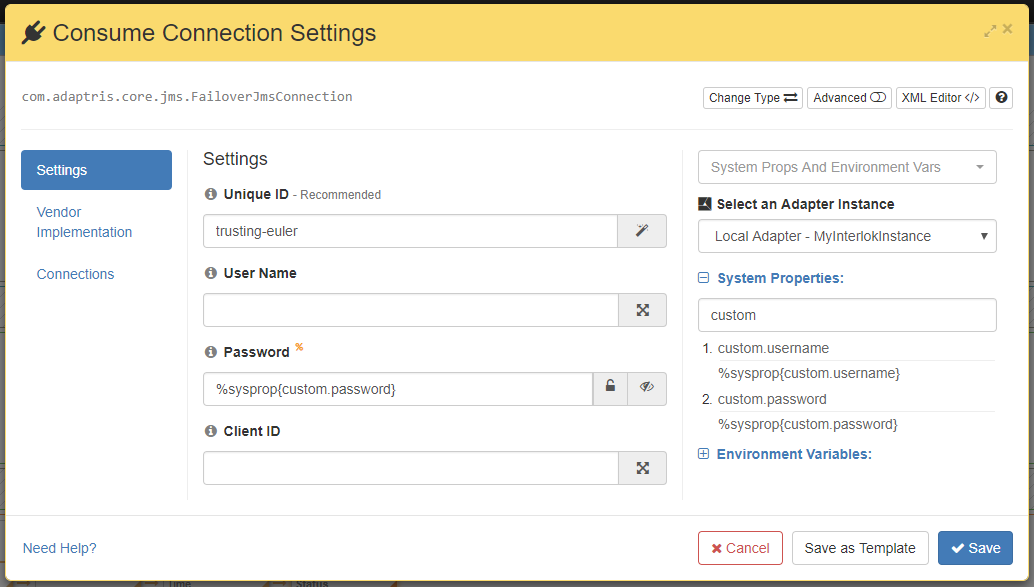 Consume Connection Settings
com.adaptris.core.jms.FailoverJmsConnection
Change Type
Advanced
XML Editor </>
Settings
Vendor
Implementation
Connections
Settings
Unique ID - Recommended
trusting-euler
User Name
Password %
%sysprop{custom.password}
Client ID
System Props And Environment Vars
Select an Adapter Instance
Local Adapter - MyInterlokInstance
System Properties:
custom
1. custom.username
%sysprop{custom.username}
2. custom.password
%sysprop{custom.password}
Environment Variables:
Need Help?
Cancel
Save as Template
Save
Time
Status